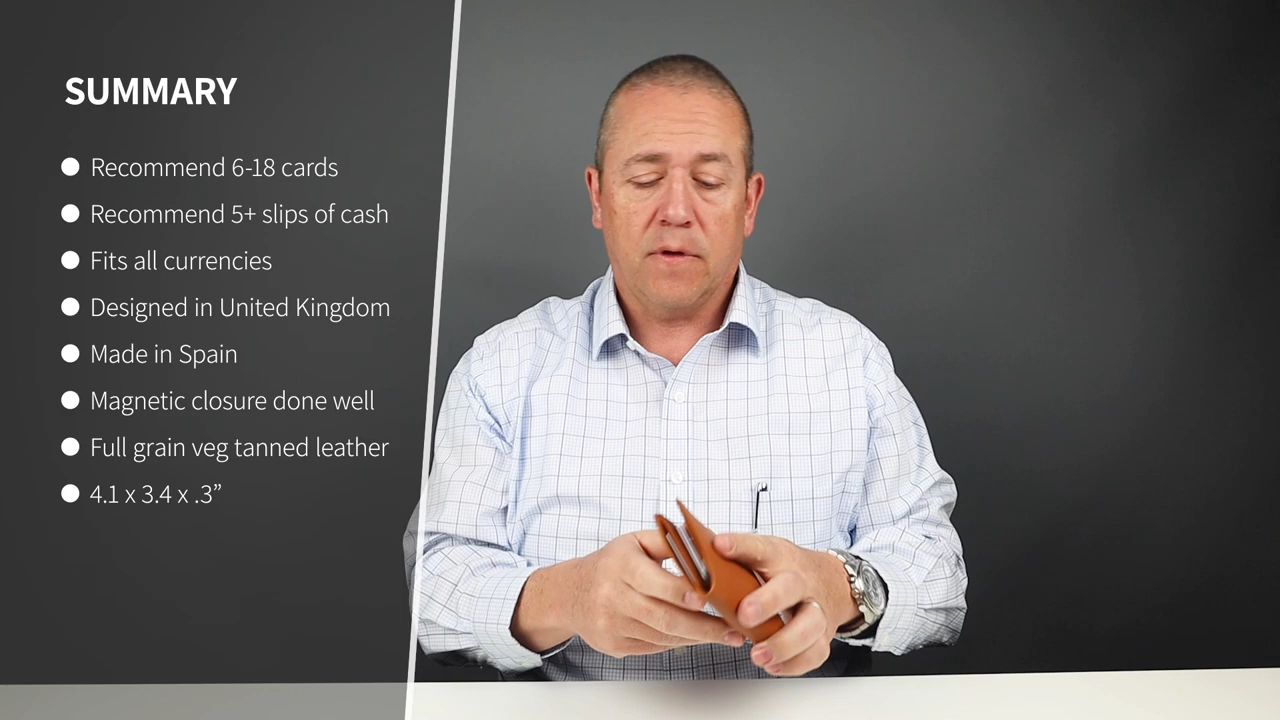 SUMMARY
Recommend 6-18 cards
Recommend 5+ slips of cash
Fits all currencies
Designed in United Kingdom
Made in Spain
Magnetic closure done well
Full grain veg tanned leather
4.1 x 3.4 x .3”